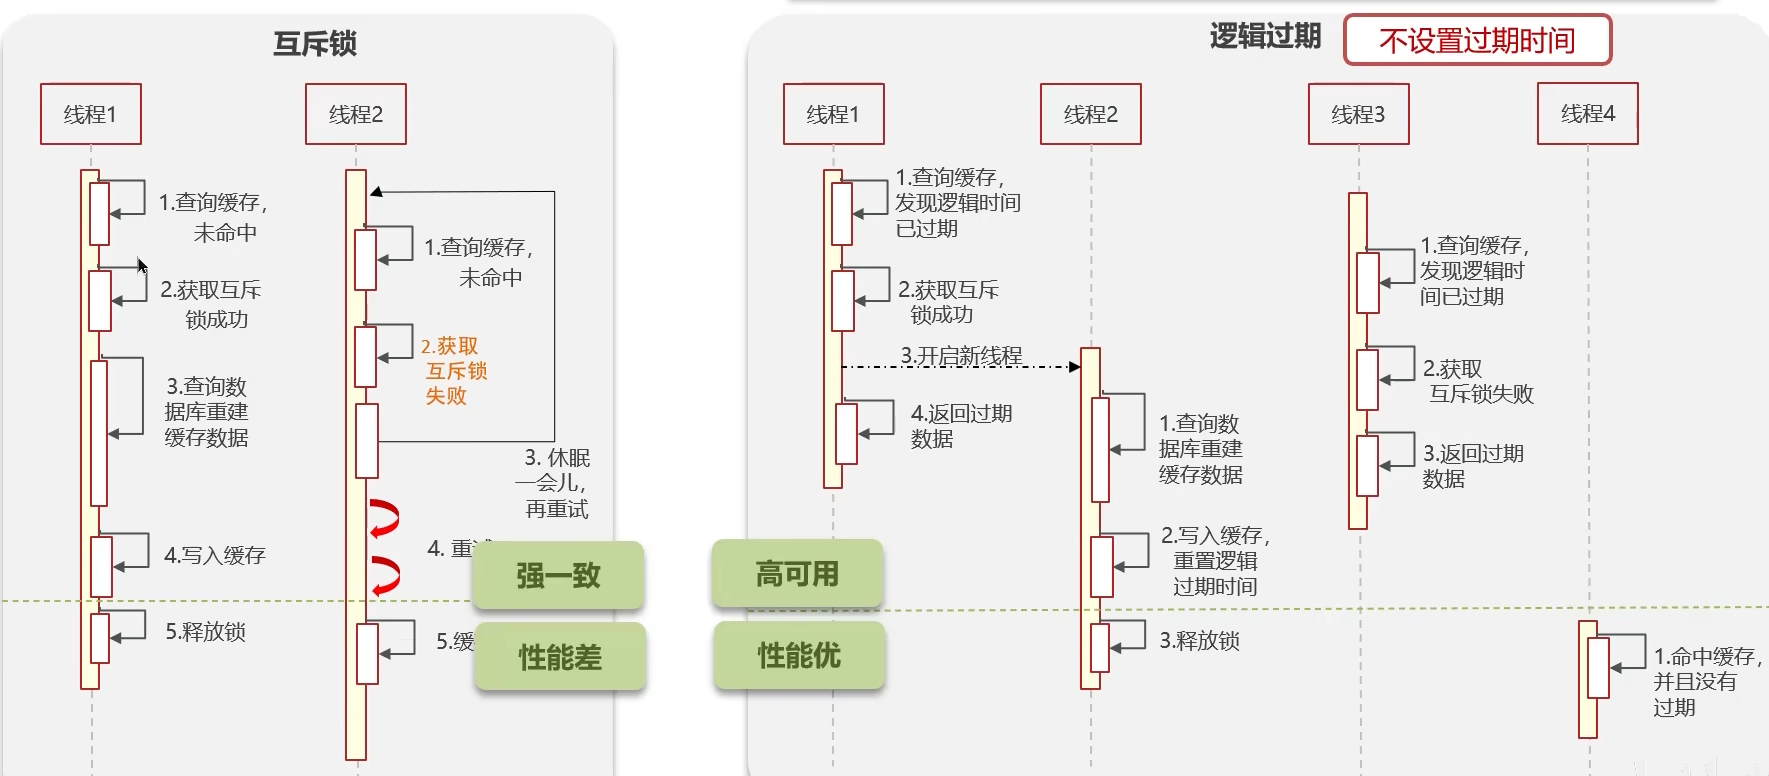 互斥锁
线程1
线程2
1.查询缓存，
未命中
2.获取互斥
锁成功
3.查询数
据库重建
缓存数据
4.写入缓存
5.释放锁
1.查询缓存，
未命中
2.获取
互斥锁
失败
3. 休眠
一会儿，
再重试
4. 重
5.缓
强一致
性能差
逻辑过期
不设置过期时间
线程1
线程2
线程3
线程4
1.查询缓存，
发现逻辑时间
已过期
2.获取互斥
锁成功
3.开启新线程
4.返回过期
数据
高可用
性能优
1.查询数
据库重建
缓存数据
2.写入缓存，
重置逻辑
过期时间
3.释放锁
1.查询缓存，
发现逻辑时
间已过期
2.获取
互斥锁失败
3.返回过期
数据
1.命中缓存，
并且没有
过期